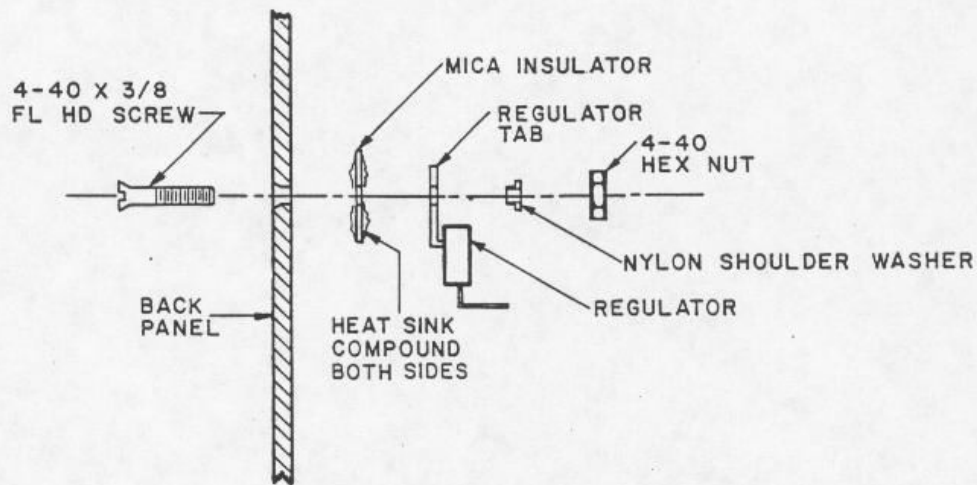 MICA INSULATOR
4-40 X 3/8
FL HD SCREW
REGULATOR
TAB
4-40
HEX NUT
NYLON SHOULDER WASHER
BACK
PANEL
HEAT SINK
COMPOUND
BOTH SIDES
REGULATOR